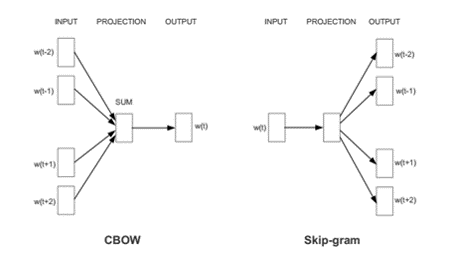 INPUT PROJECTION OUTPUT
w(t-2)
w(t-1)
SUM
w(t)
w(t+1)
w(t+2)
CBOW
INPUT PROJECTION OUTPUT
w(t-2)
w(t-1)
w(t)
w(t+1)
w(t+2)
Skip-gram